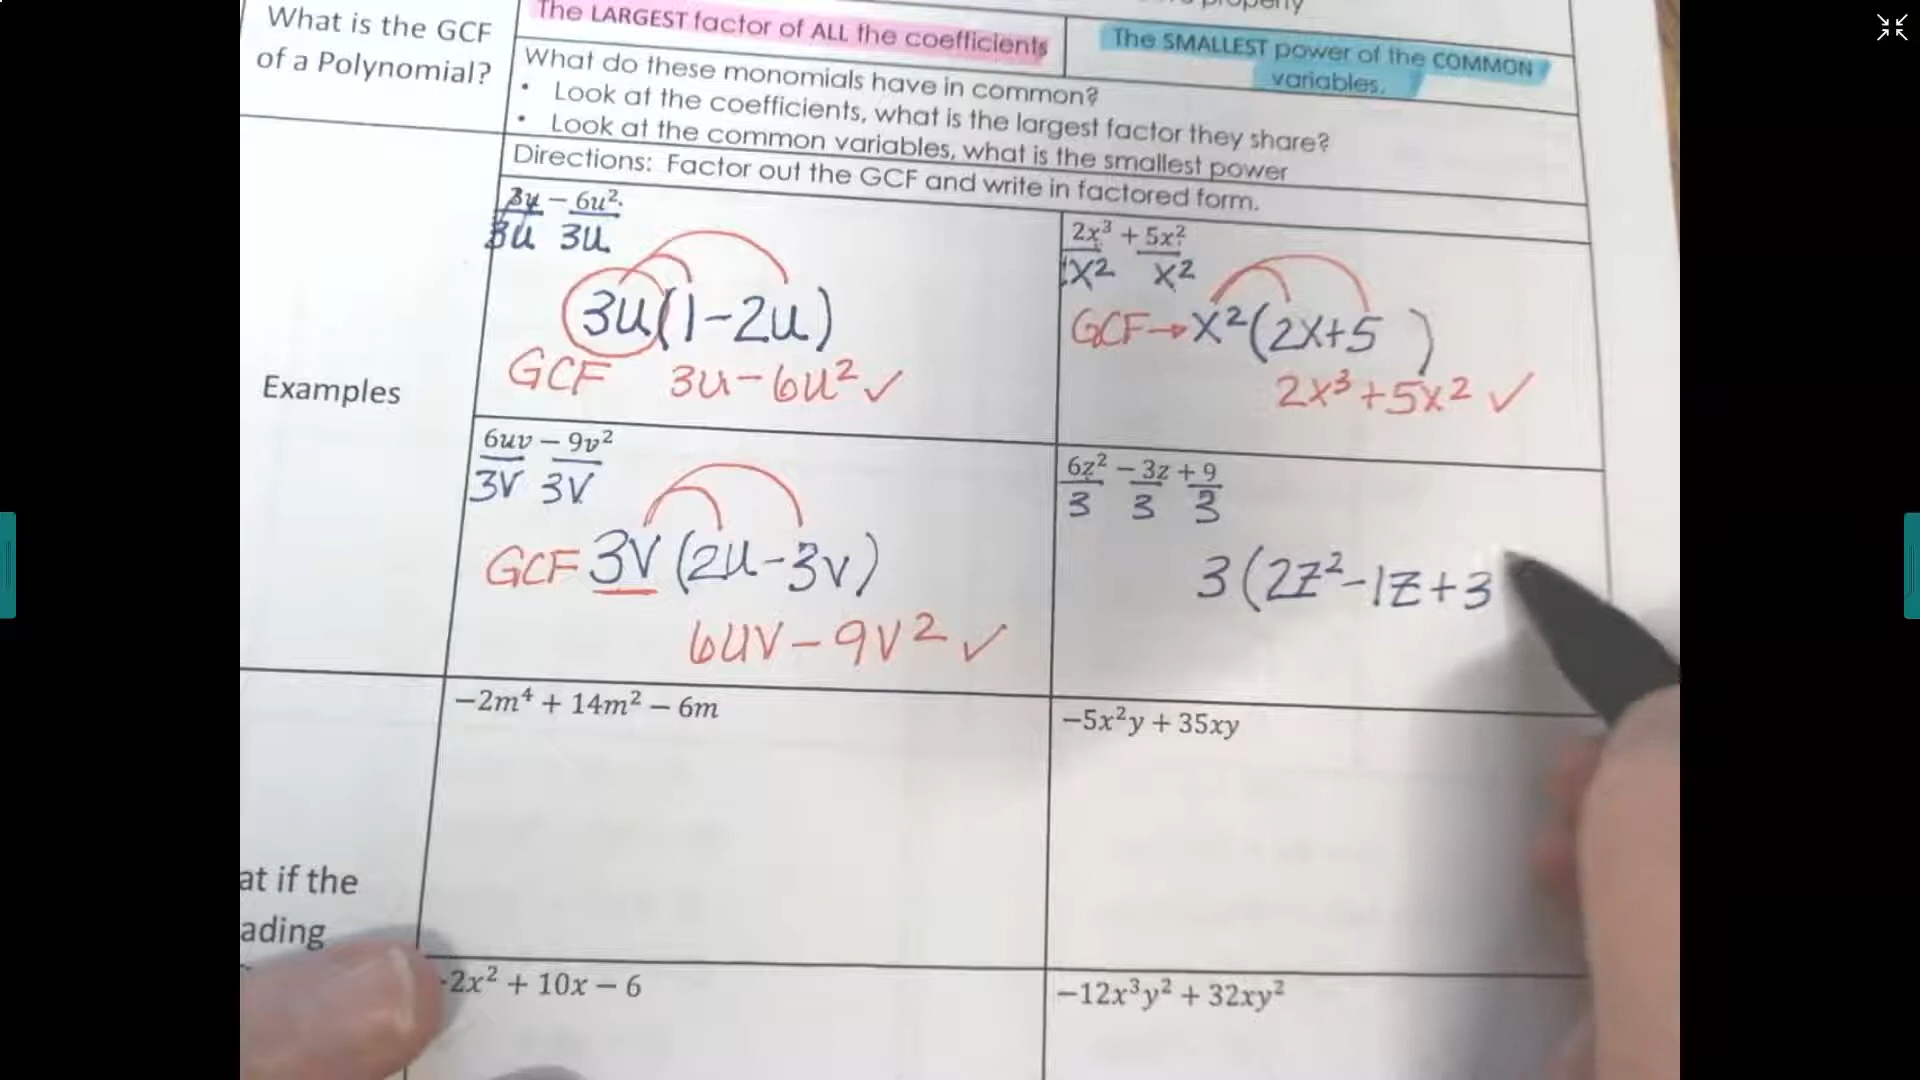 What is the GCF
of a Polynomial?
The LARGEST factor of ALL the coefficients
The SMALLEST power of the COMMON
variables.
What do these monomials have in common?
• Look at the coefficients, what is the largest factor they share?
• Look at the common variables, what is the smallest power
Directions: Factor out the GCF and write in factored form.
Examples
3u − 6u².
3u 3u
3u(1-2u)
GCF 3u-6u² ✓
2x³ + 5x²
x² x²
GCF→x²(2x+5 )
2x³+5x² ✓
6uv − 9v²
3v 3v
GCF 3v (2u-3v)
6uv-9v² ✓
6z² − 3z + 9
3 3 3
3(2z²-1z+3
−2m⁴ + 14m² − 6m
−5x²y + 35xy
at if the
ading
-2x² + 10x − 6
−12x³y² + 32xy²